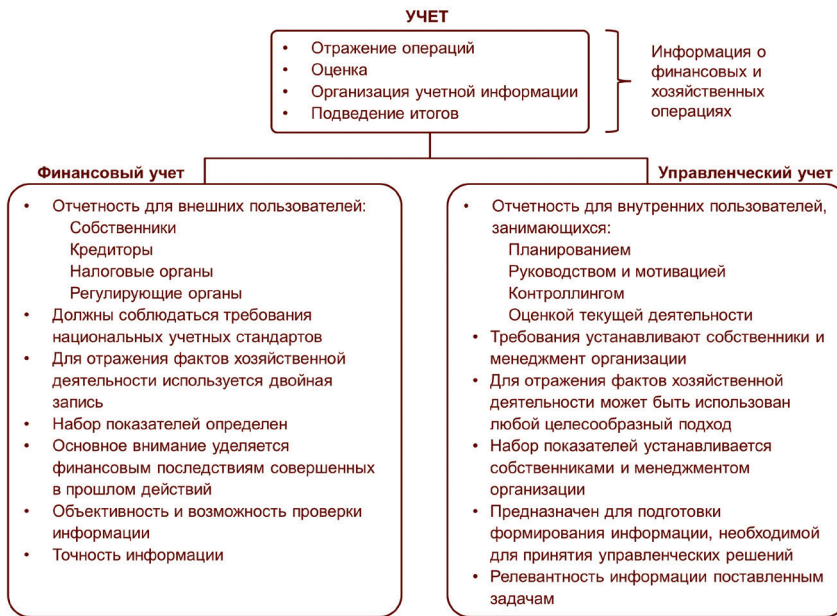 УЧЕТ
• Отражение операций
• Оценка
• Организация учетной информации
• Подведение итогов
Информация о
финансовых и
хозяйственных
операциях
Финансовый учет
• Отчетность для внешних пользователей:
Собственники
Кредиторы
Налоговые органы
Регулирующие органы
• Должны соблюдаться требования
национальных учетных стандартов
• Для отражения фактов хозяйственной
деятельности используется двойная
запись
• Набор показателей определен
• Основное внимание уделяется
финансовым последствиям совершенных
в прошлом действий
• Объективность и возможность проверки
информации
• Точность информации
Управленческий учет
• Отчетность для внутренних пользователей,
занимающихся:
Планированием
Руководством и мотивацией
Контроллингом
Оценкой текущей деятельности
• Требования устанавливают собственники и
менеджмент организации
• Для отражения фактов хозяйственной
деятельности может быть использован
любой целесообразный подход
• Набор показателей устанавливается
собственниками и менеджментом
организации
• Предназначен для подготовки
формирования информации, необходимой
для принятия управленческих решений
• Релевантность информации поставленным
задачам